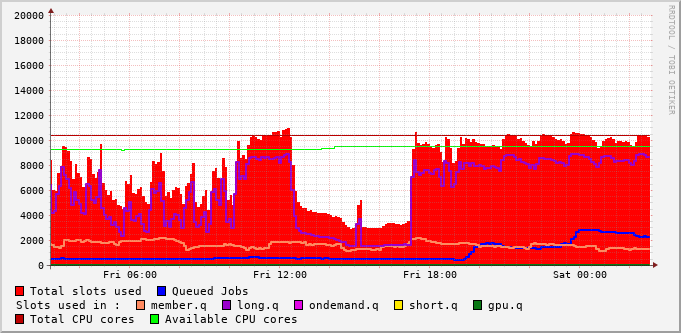 20000
18000
16000
14000
12000
10000
8000
6000
4000
2000
0
Fri 06:00 Fri 12:00 Fri 18:00 Sat 00:00
Total slots used Queued Jobs
Slots used in : member.q long.q ondemand.q short.q gpu.q
Total CPU cores Available CPU cores
RRDTOOL / TOBI OETIKER